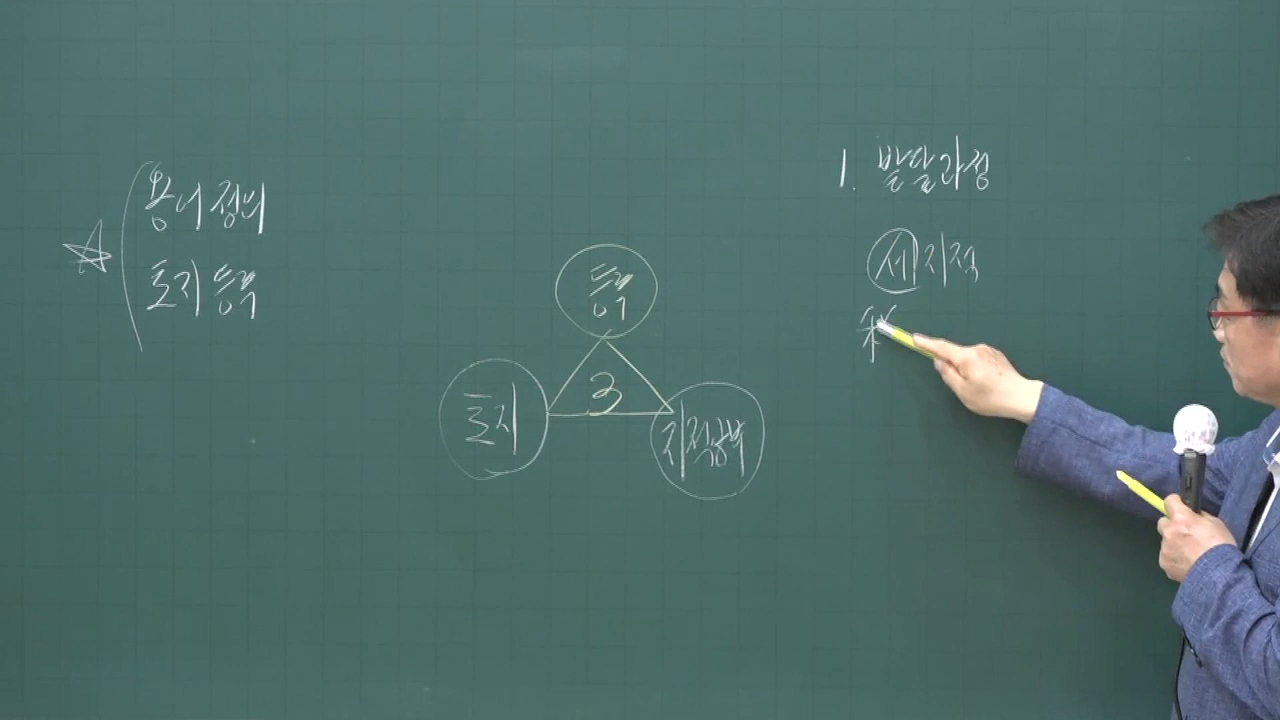 용어정의
토지등록
등록
토지
3
지적공부
1. 발달과정
세지적